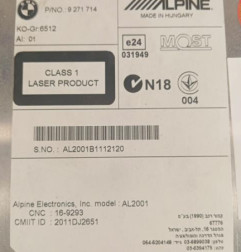 P/NO.: 9 271 714
ALPINE
MADE IN HUNGARY
KO-Gr:6512
AI: 01
e24
031949
MOST
CLASS 1
LASER PRODUCT
N18
004
S.NO. : AL2001B1112120
Alpine Electronics, Inc. model : AL2001
CNC : 16-9293
CMIIT ID : 2011DJ2651
67778